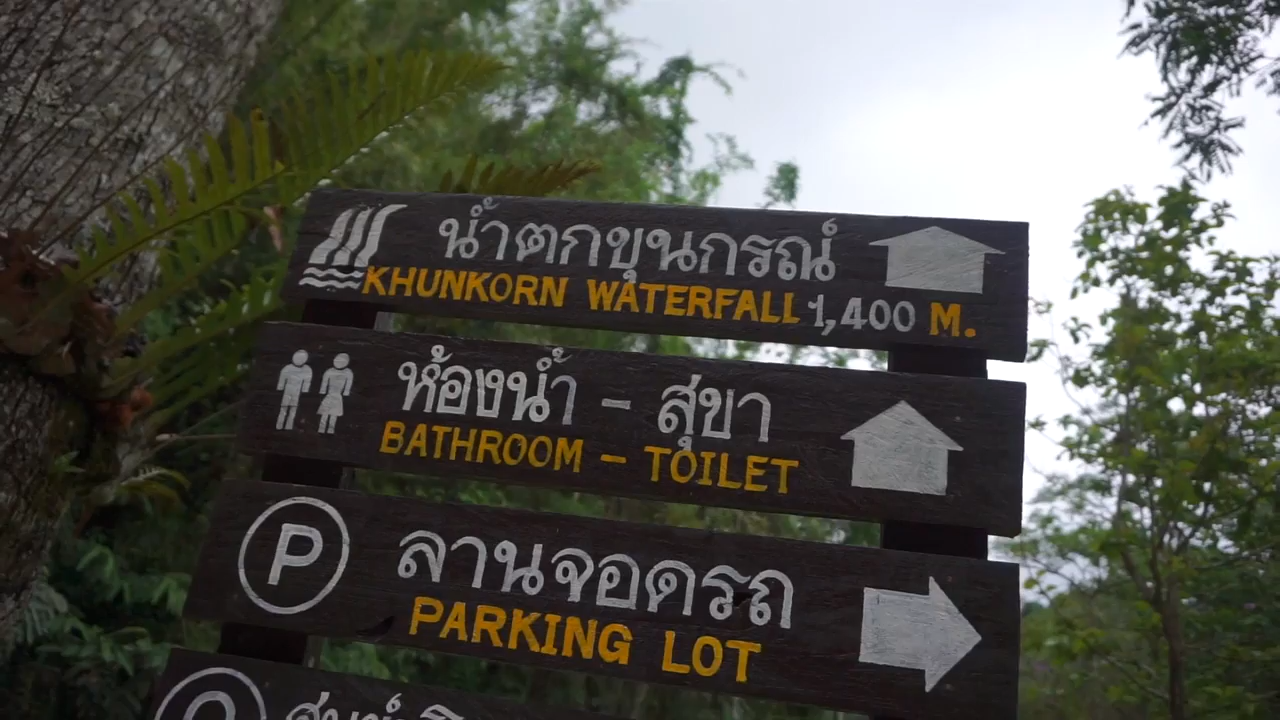 น้ำตกขุนกรณ์
KHUNKORN WATERFALL 1,400 M.
ห้องน้ำ - สุขา
BATHROOM - TOILET
P
ลานจอดรถ
PARKING LOT